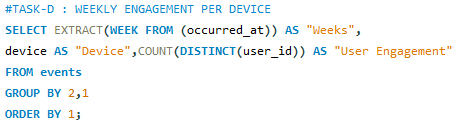 #TASK-D : WEEKLY ENGAGEMENT PER DEVICE
SELECT EXTRACT(WEEK FROM (occurred_at)) AS "Weeks",
device AS "Device",COUNT(DISTINCT(user_id)) AS "User Engagement"
FROM events
GROUP BY 2,1
ORDER BY 1;